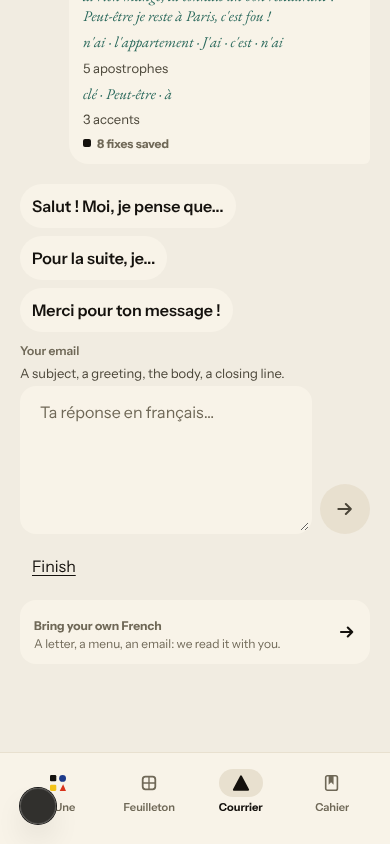 Peut-être je reste à Paris, c'est fou !
n'ai · l'appartement · J'ai · c'est · n'ai
5 apostrophes
clé · Peut-être · à
3 accents
8 fixes saved
Salut ! Moi, je pense que...
Pour la suite, je...
Merci pour ton message !
Your email
A subject, a greeting, the body, a closing line.
Ta réponse en français...
Finish
Bring your own French
A letter, a menu, an email: we read it with you.
Une
Feuilleton
Courrier
Cahier